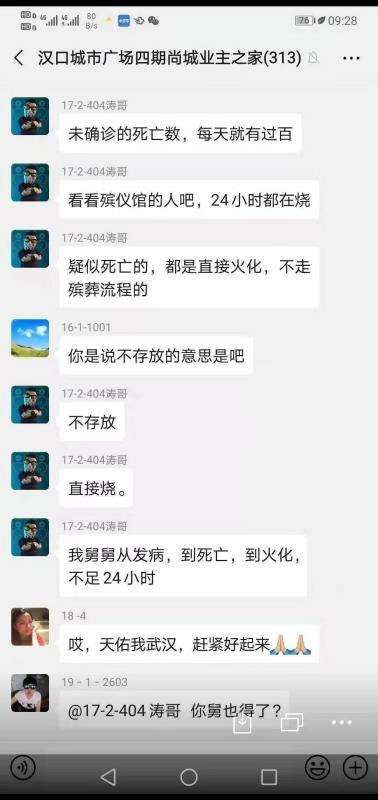 HD 4G 4G 80 B/s 76 09:28
汉口城市广场四期尚城业主之家(313)
17-2-404涛哥
未确诊的死亡数，每天就有过百
17-2-404涛哥
看看殡仪馆的人吧，24小时都在烧
17-2-404涛哥
疑似死亡的，都是直接火化，不走
殡葬流程的
16-1-1001
你是说不存放的意思是吧
17-2-404涛哥
不存放
17-2-404涛哥
直接烧。
17-2-404涛哥
我舅舅从发病，到死亡，到火化，
不足24小时
18 -4
哎，天佑我武汉，赶紧好起来🙏🏼🙏🏼
19 - 1 - 2603
@17-2-404 涛哥 你舅也得了?